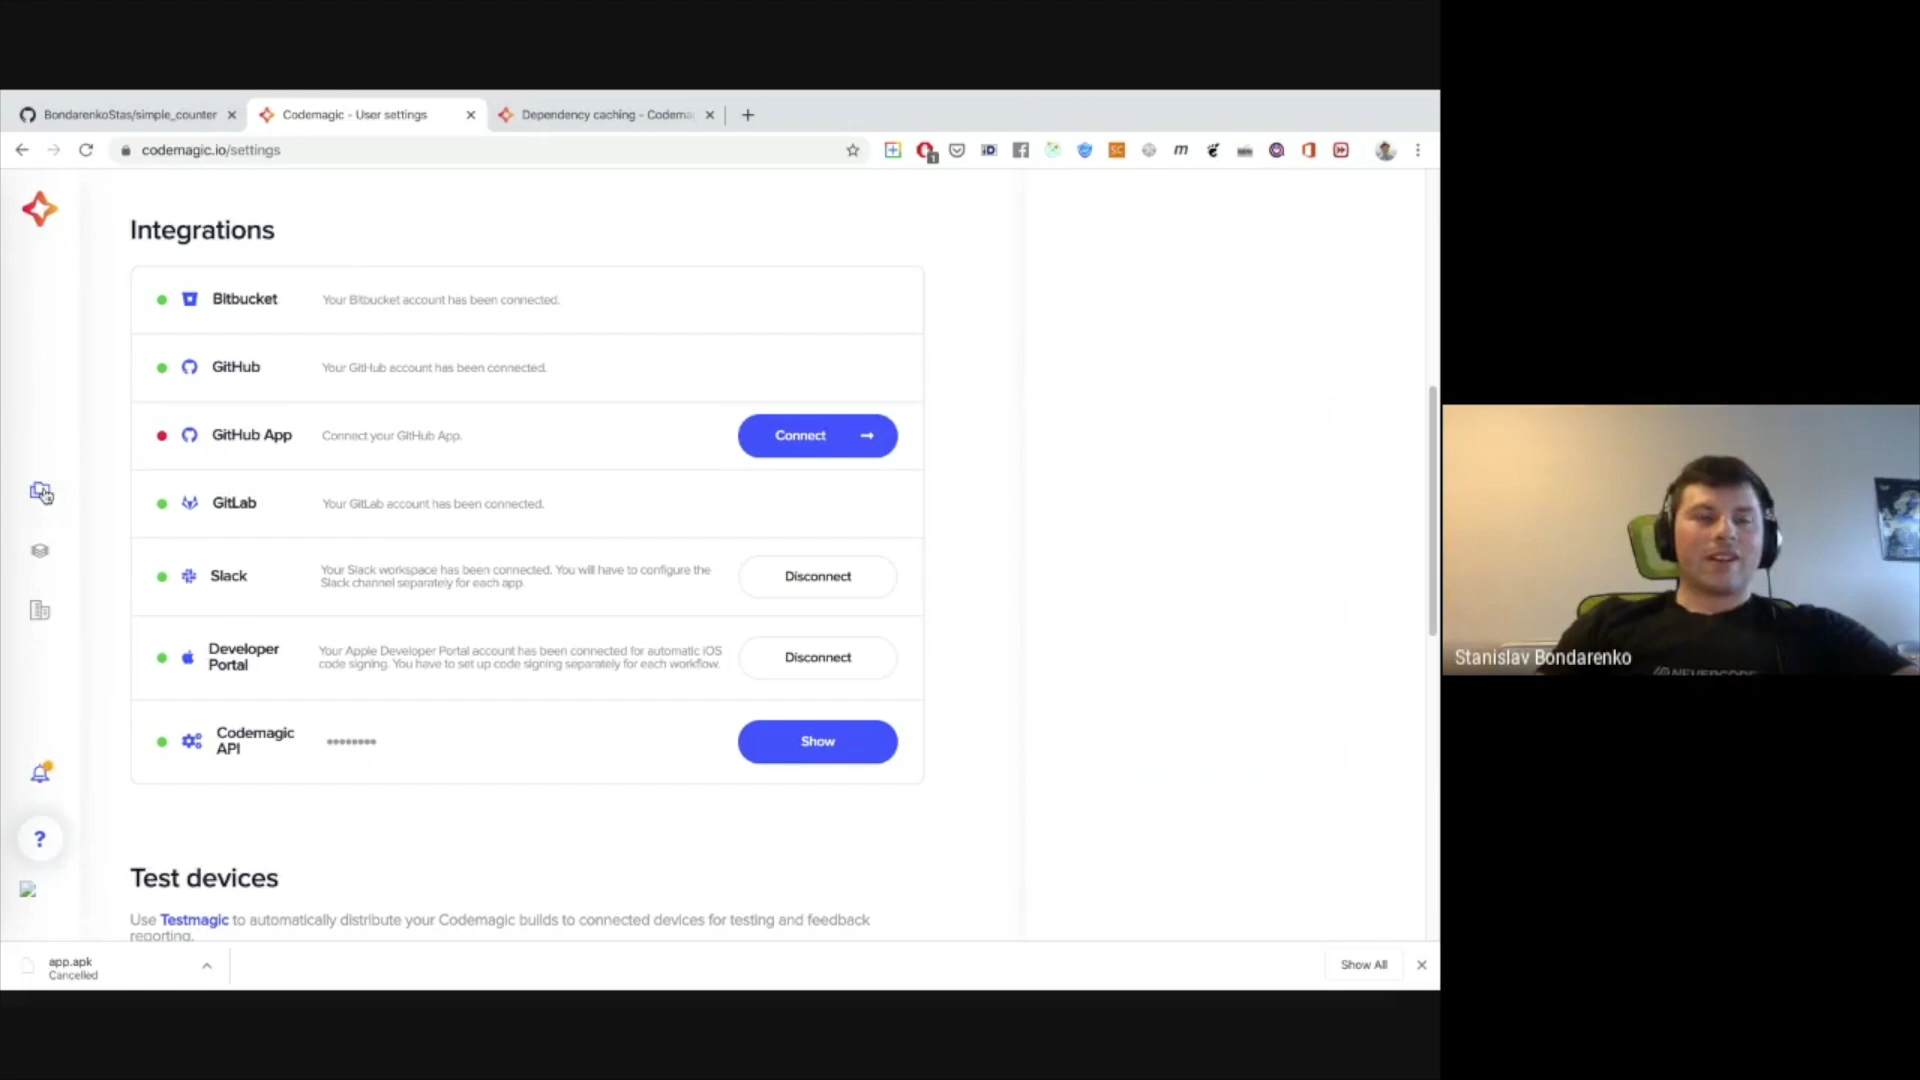 BondarenkoStas/simple_counter
Codemagic - User settings
Dependency caching - Codema
codemagic.io/settings
1
iD
SC
m
Integrations
Bitbucket
Your Bitbucket account has been connected.
GitHub
Your GitHub account has been connected.
GitHub App
Connect your GitHub App.
Connect →
GitLab
Your GitLab account has been connected.
Slack
Your Slack workspace has been connected. You will have to configure the
Slack channel separately for each app.
Disconnect
Developer
Portal
Your Apple Developer Portal account has been connected for automatic iOS
code signing. You have to set up code signing separately for each workflow.
Disconnect
Codemagic
API
********
Show
?
Test devices
Use Testmagic to automatically distribute your Codemagic builds to connected devices for testing and feedback
reporting.
app.apk
Cancelled
Show All
Stanislav Bondarenko
NEVERCODE